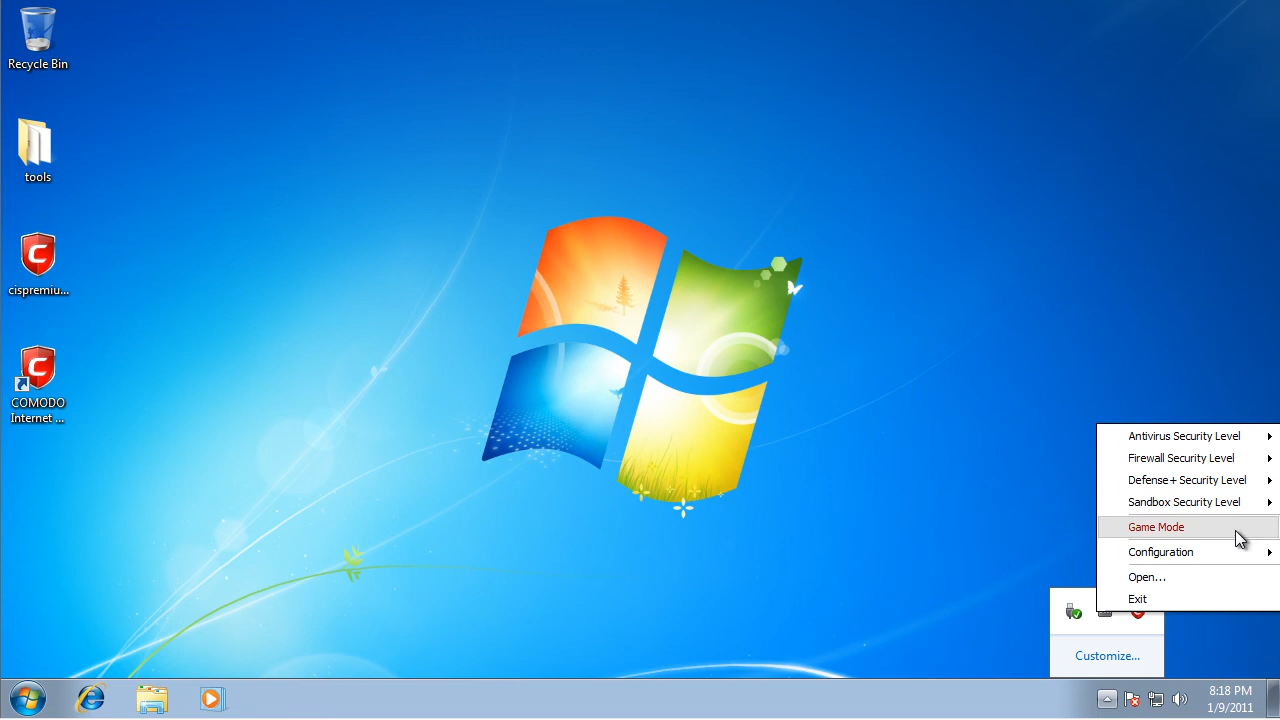 Recycle Bin
tools
cispremiu...
COMODO
Internet ...
Antivirus Security Level
Firewall Security Level
Defense+ Security Level
Sandbox Security Level
Game Mode
Configuration
Open...
Exit
Customize...
8:18 PM
1/9/2011